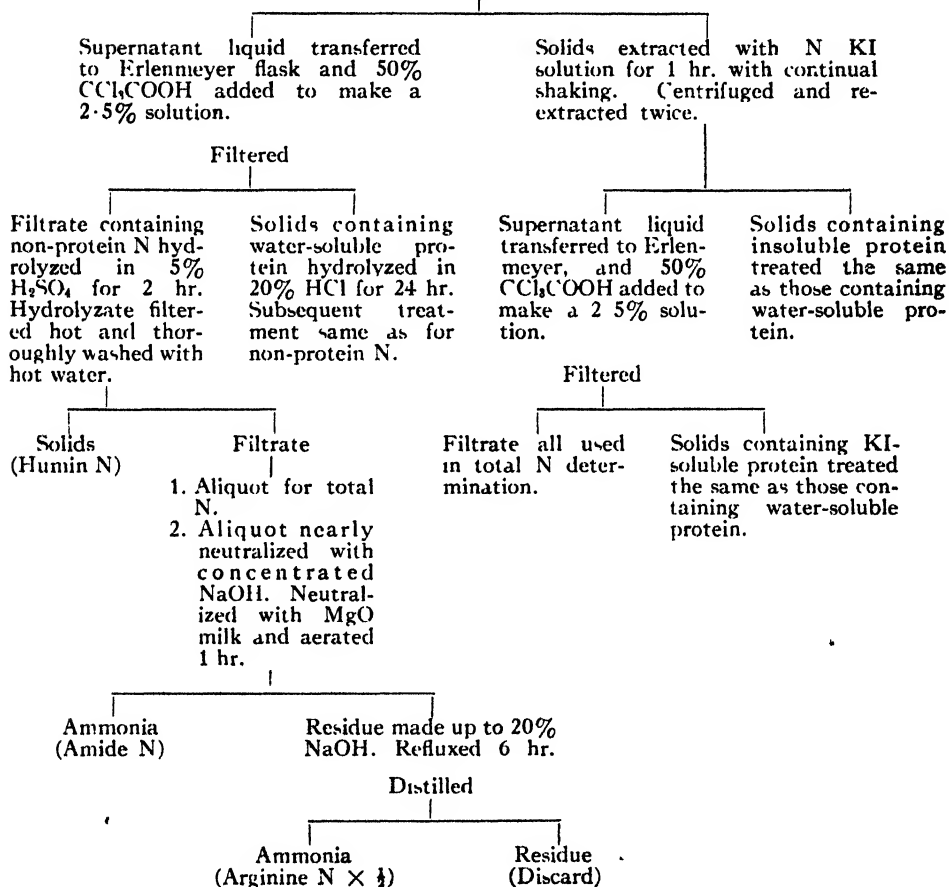 Supernatant liquid transferred
to Erlenmeyer flask and 50%
CCl₃COOH added to make a
2·5% solution.
Solids extracted with N KI
solution for 1 hr. with continual
shaking. Centrifuged and re-
extracted twice.
Filtered
Filtrate containing
non-protein N hyd-
rolyzed in 5%
H₂SO₄ for 2 hr.
Hydrolyzate filter-
ed hot and thor-
oughly washed with
hot water.
Solids containing
water-soluble pro-
tein hydrolyzed in
20% HCl for 24 hr.
Subsequent treat-
ment same as for
non-protein N.
Supernatant liquid
transferred to Erlen-
meyer, and 50%
CCl₃COOH added to
make a 2 5% solu-
tion.
Solids containing
insoluble protein
treated the same
as those containing
water-soluble pro-
tein.
Filtered
Solids
(Humin N)
Filtrate
1. Aliquot for total
N.
2. Aliquot nearly
neutralized with
concentrated
NaOH. Neutral-
ized with MgO
milk and aerated
1 hr.
Filtrate all used
in total N deter-
mination.
Solids containing KI-
soluble protein treated
the same as those con-
taining water-soluble
protein.
Ammonia
(Amide N)
Residue made up to 20%
NaOH. Refluxed 6 hr.
Distilled
Ammonia
(Arginine N × ½)
Residue
(Discard)